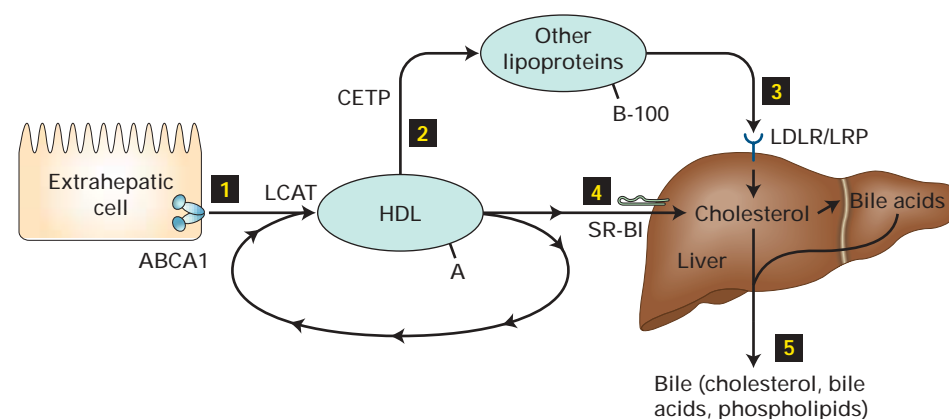 Other
lipoproteins
CETP
B-100
3
2
LDLR/LRP
Extrahepatic
cell
1
LCAT
HDL
4
Cholesterol
Bile acids
SR-BI
ABCA1
A
Liver
5
Bile (cholesterol, bile
acids, phospholipids)